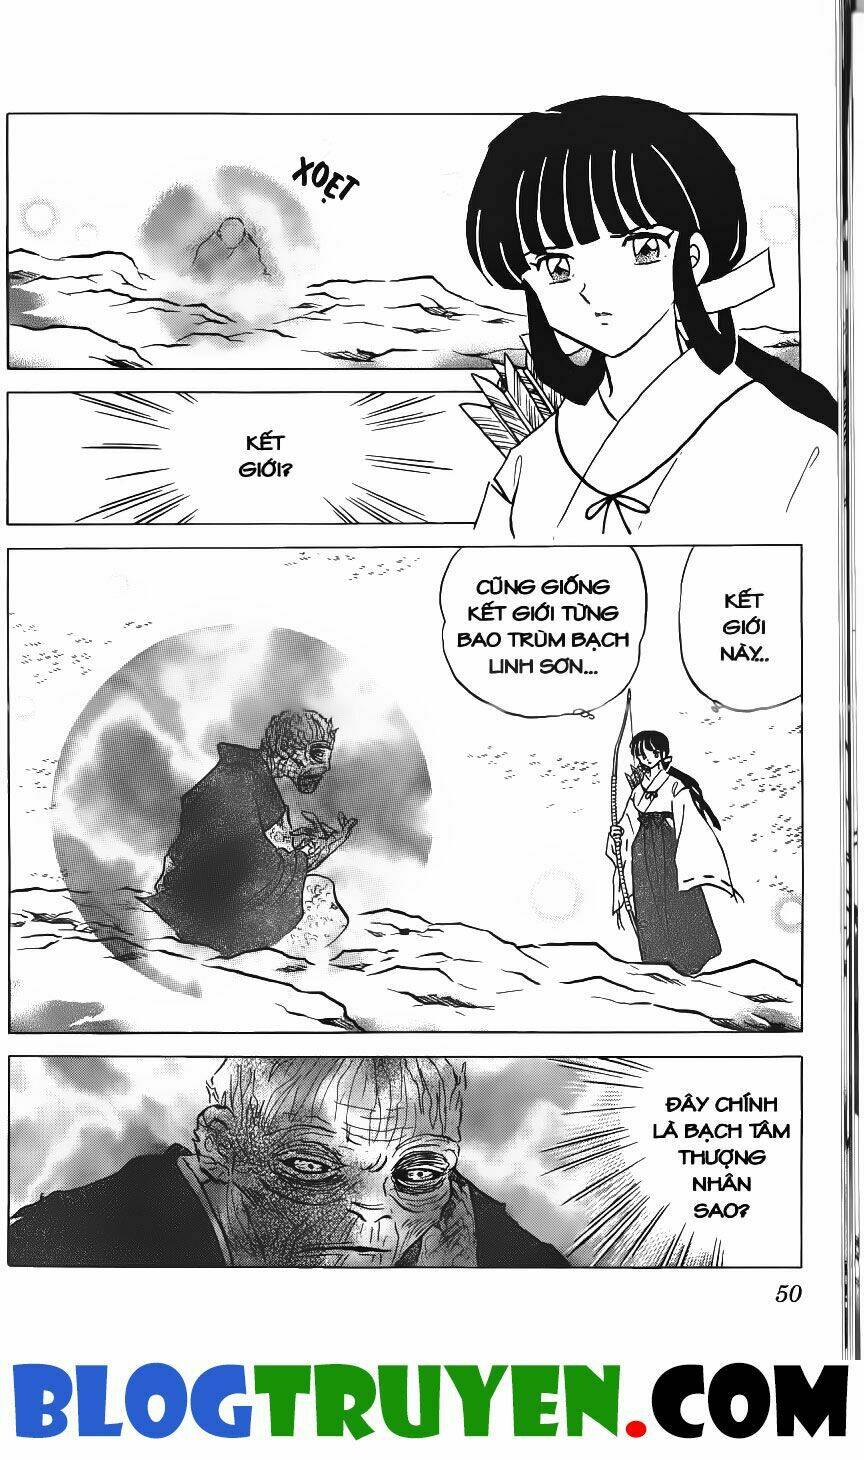 XOẸT
KẾT
GIỚI?
KẾT
GIỚI
NÀY...
CŨNG GIỐNG
KẾT GIỚI TỪNG
BAO TRÙM BẠCH
LINH SƠN...
ĐÂY CHÍNH
LÀ BẠCH TÂM
THƯỢNG
NHÂN
SAO?
50
BLOGTRUYEN.COM